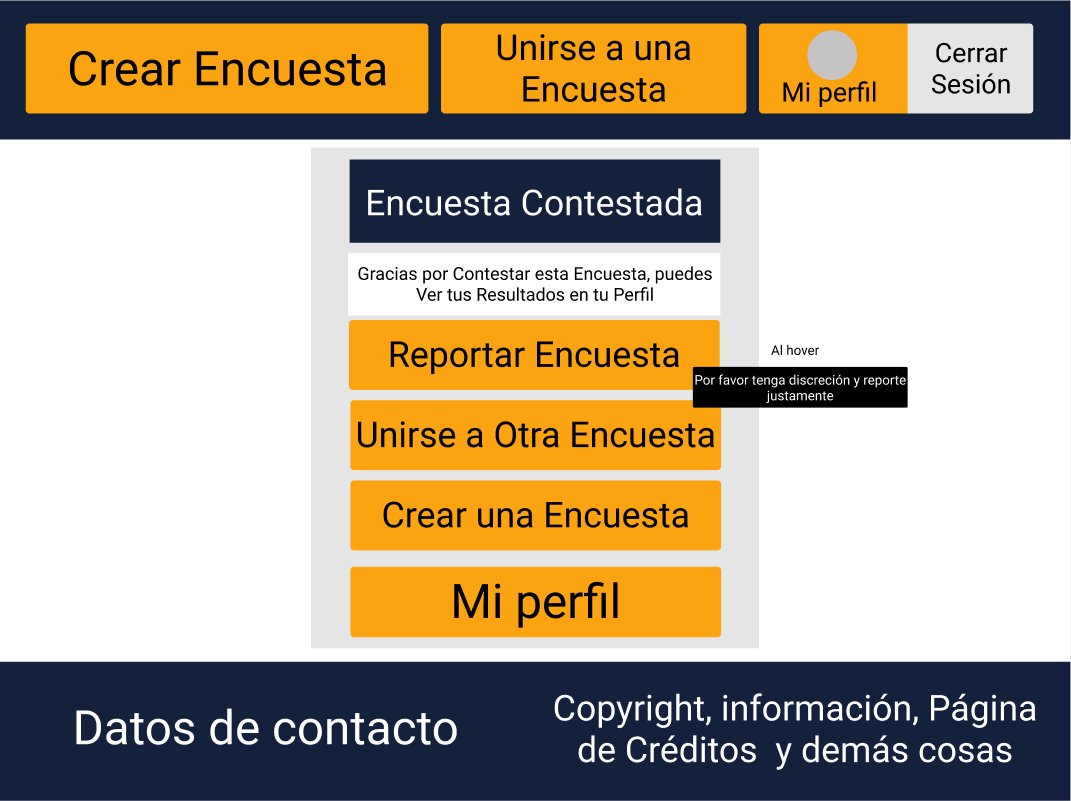 Crear Encuesta
Unirse a una
Encuesta
Mi perfil
Cerrar
Sesión
Encuesta Contestada
Gracias por Contestar esta Encuesta, puedes
Ver tus Resultados en tu Perfil
Reportar Encuesta
Al hover
Por favor tenga discreción y reporte
justamente
Unirse a Otra Encuesta
Crear una Encuesta
Mi perfil
Datos de contacto
Copyright, información, Página
de Créditos  y demás cosas